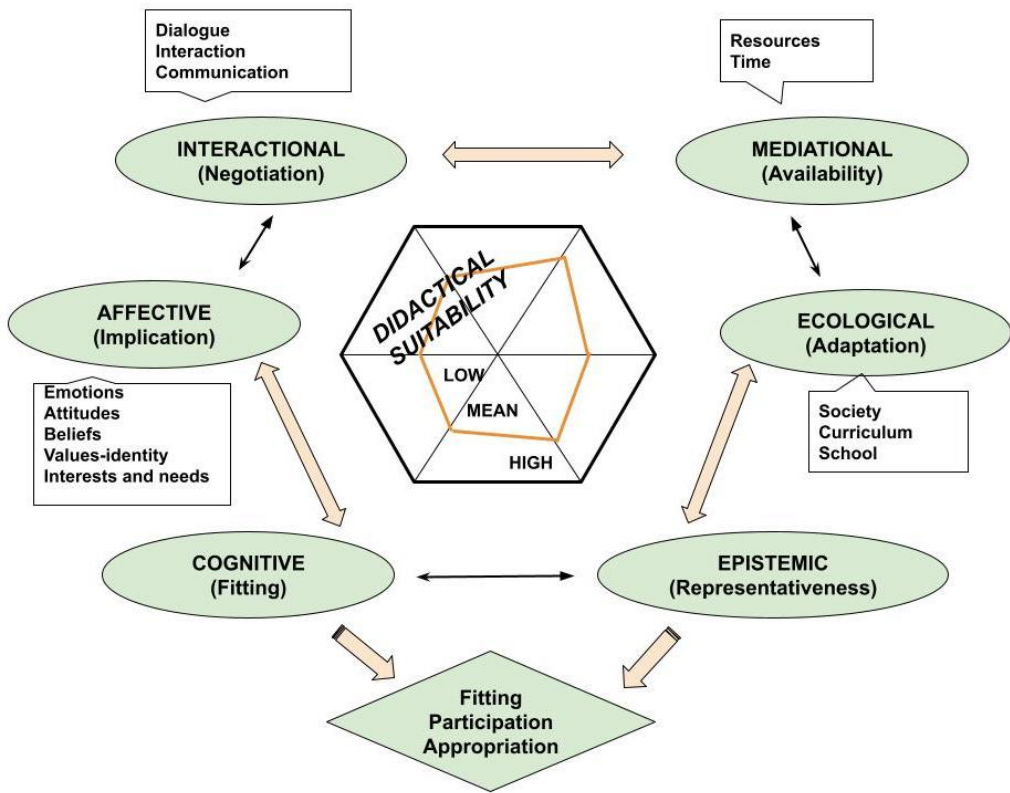 Dialogue
Interaction
Communication
Resources
Time
INTERACTIONAL
(Negotiation)
MEDIATIONAL
(Availability)
DIDACTICAL
SUITABILITY
AFFECTIVE
(Implication)
ECOLOGICAL
(Adaptation)
LOW
MEAN
HIGH
Emotions
Attitudes
Beliefs
Values-identity
Interests and needs
Society
Curriculum
School
COGNITIVE
(Fitting)
EPISTEMIC
(Representativeness)
Fitting
Participation
Appropriation